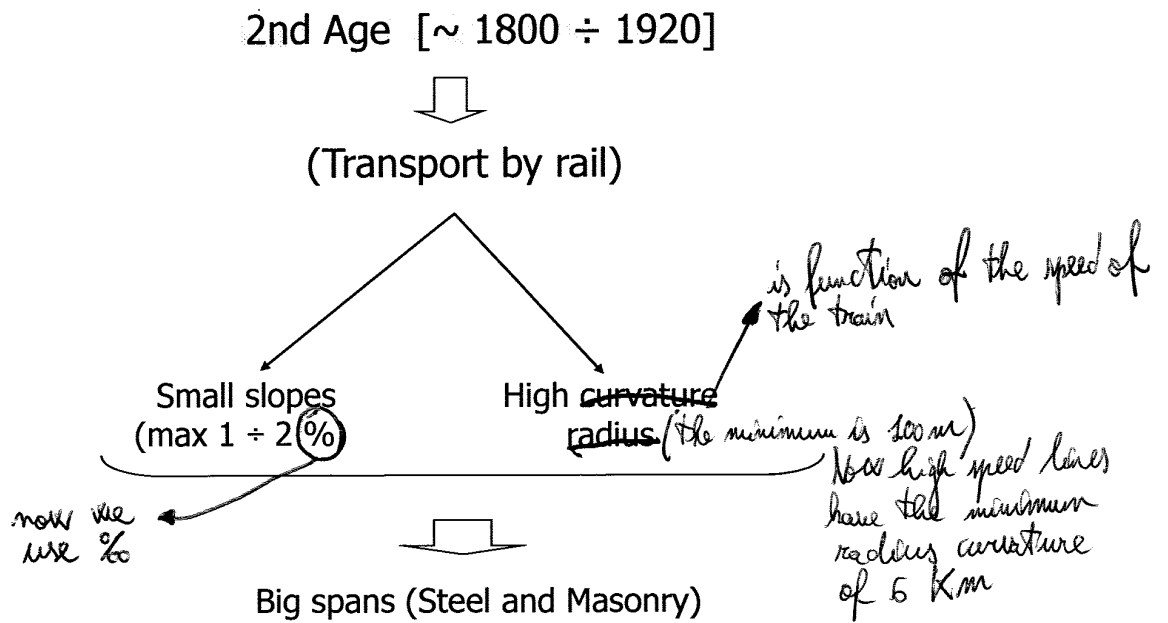 2nd Age [~ 1800 ÷ 1920]
(Transport by rail)
is function of the speed of
the train
Small slopes
(max 1 ÷ 2 %)
High curvature
radius (the minimum is 100 m)
Now high speed lines
have the minimum
radius curvature
of 6 Km
now we
use ‰
Big spans (Steel and Masonry)